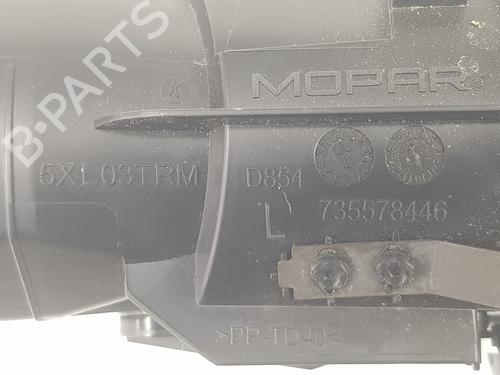 B-PARTS
K
MOPAR
5XL03TRM
D854
L
735578446
>PP-TD40<